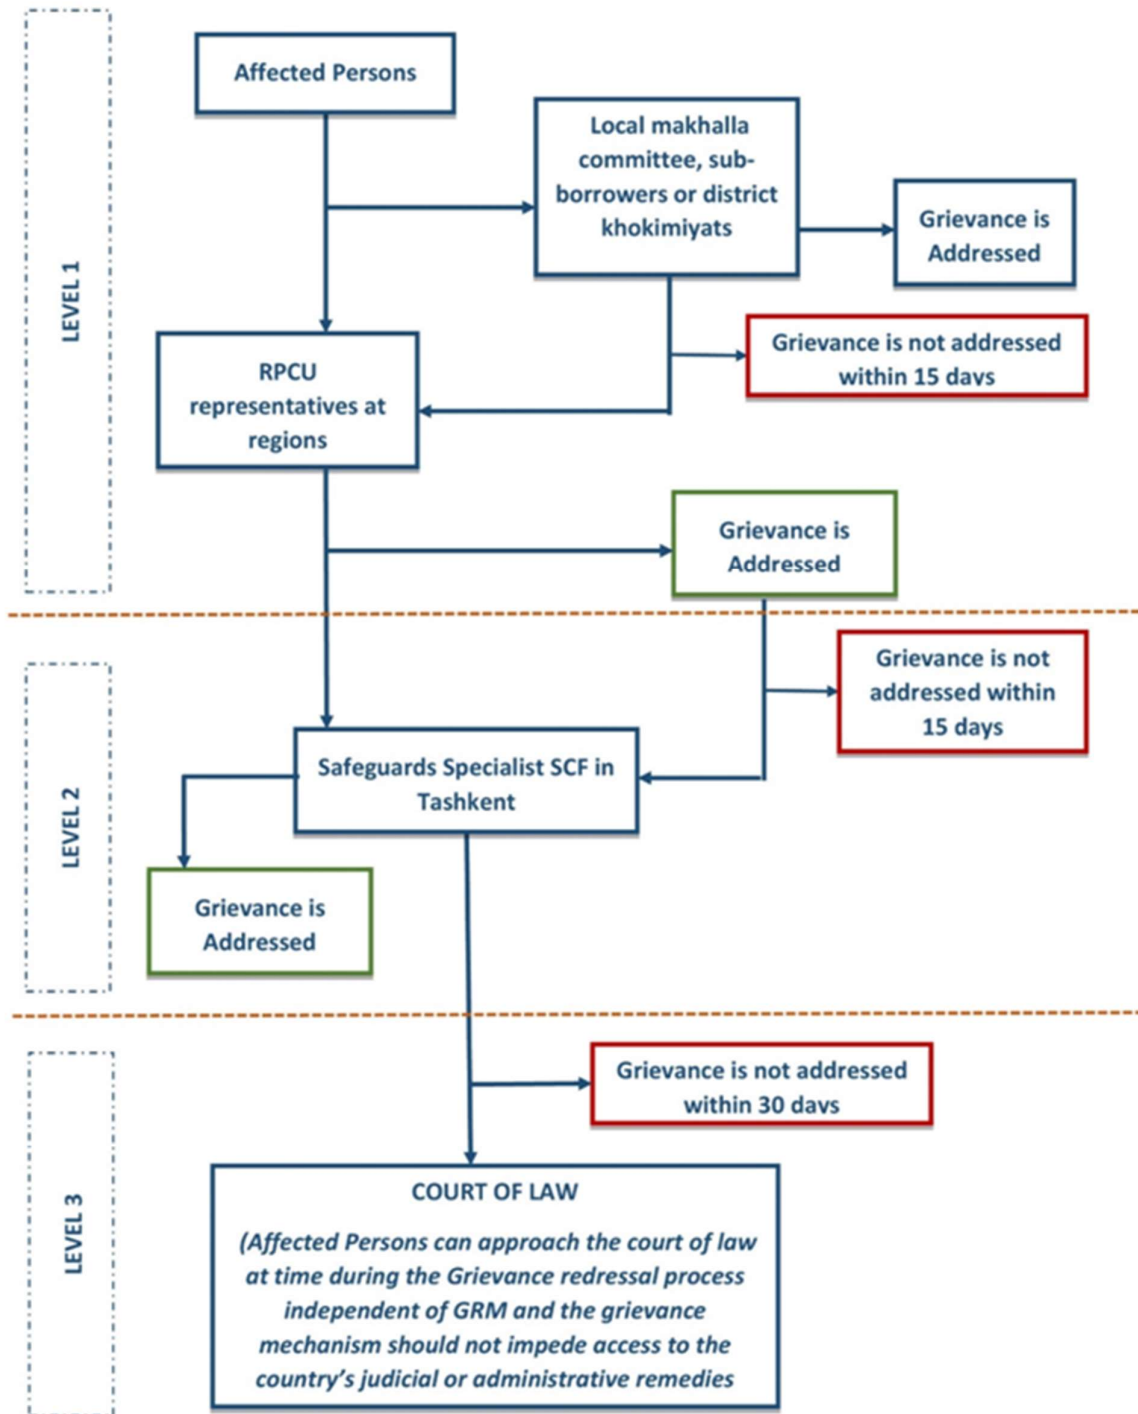 LEVEL 1
Affected Persons
Local makhalla
committee, sub-
borrowers or district
khokimiyats
Grievance is
Addressed
Grievance is not addressed
within 15 days
RPCU
representatives at
regions
Grievance is
Addressed
LEVEL 2
Grievance is not
addressed within
15 days
Safeguards Specialist SCF in
Tashkent
Grievance is
Addressed
LEVEL 3
Grievance is not addressed
within 30 days
COURT OF LAW
(Affected Persons can approach the court of law
at time during the Grievance redressal process
independent of GRM and the grievance
mechanism should not impede access to the
country's judicial or administrative remedies